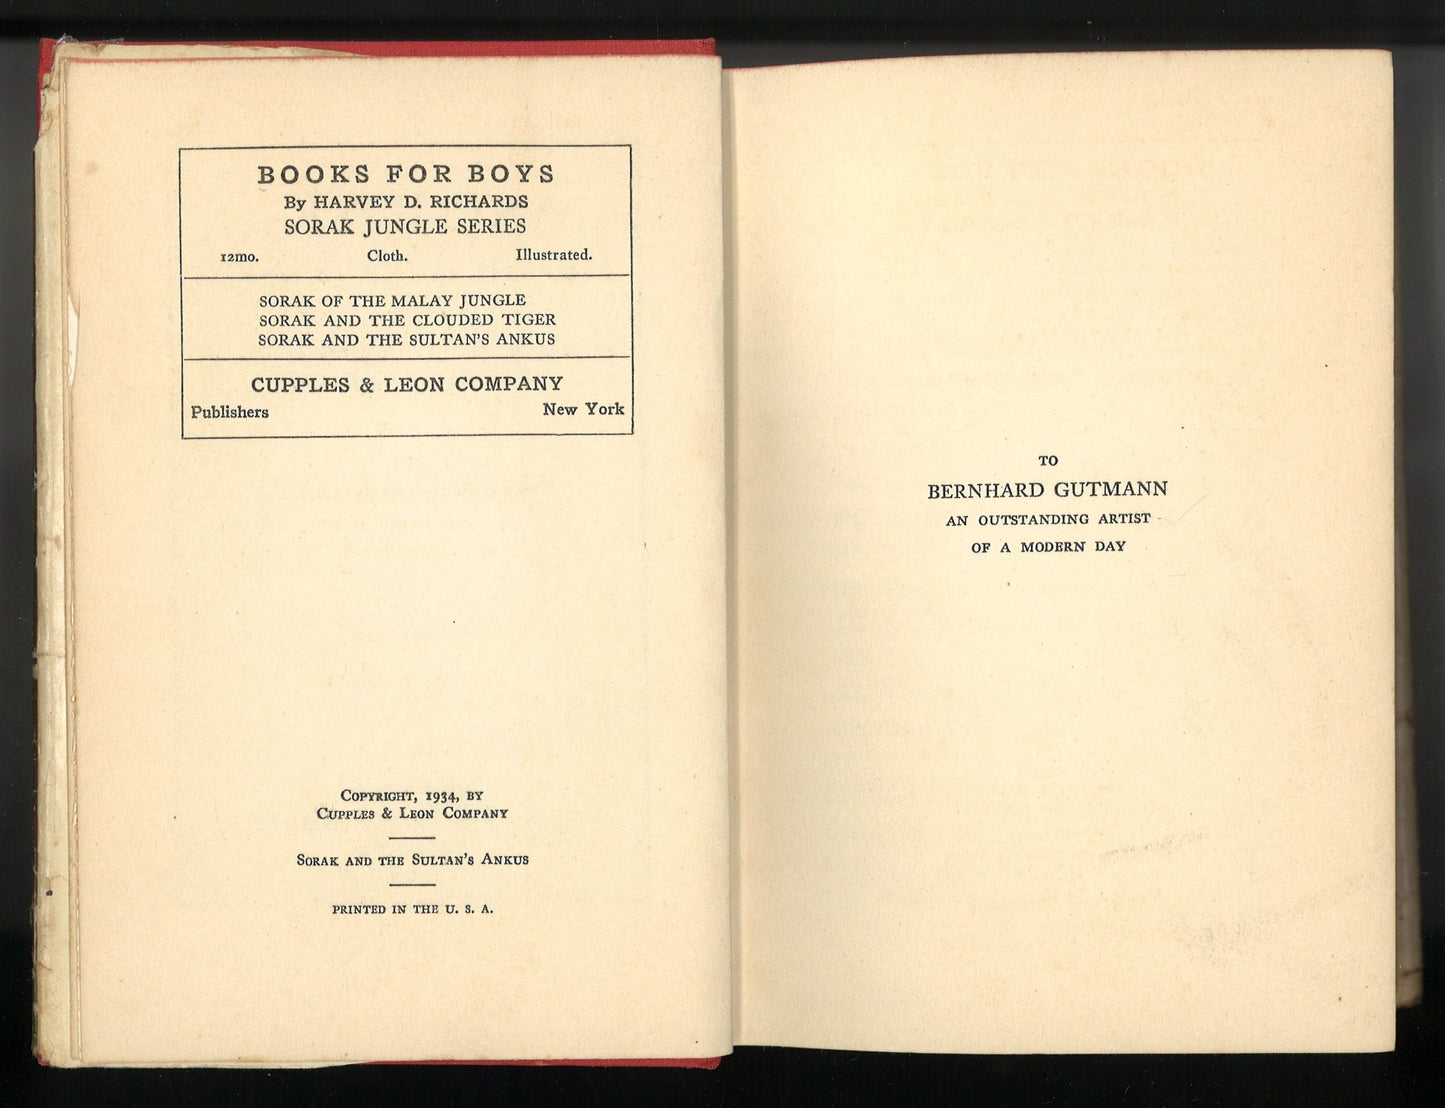 BOOKS FOR BOYS
By HARVEY D. RICHARDS
SORAK JUNGLE SERIES
12mo. Cloth. Illustrated.
SORAK OF THE MALAY JUNGLE
SORAK AND THE CLOUDED TIGER
SORAK AND THE SULTAN'S ANKUS
CUPPLES & LEON COMPANY
Publishers New York
COPYRIGHT, 1934, BY
CUPPLES & LEON COMPANY
SORAK AND THE SULTAN'S ANKUS
PRINTED IN THE U. S. A.
TO
BERNHARD GUTMANN
AN OUTSTANDING ARTIST
OF A MODERN DAY